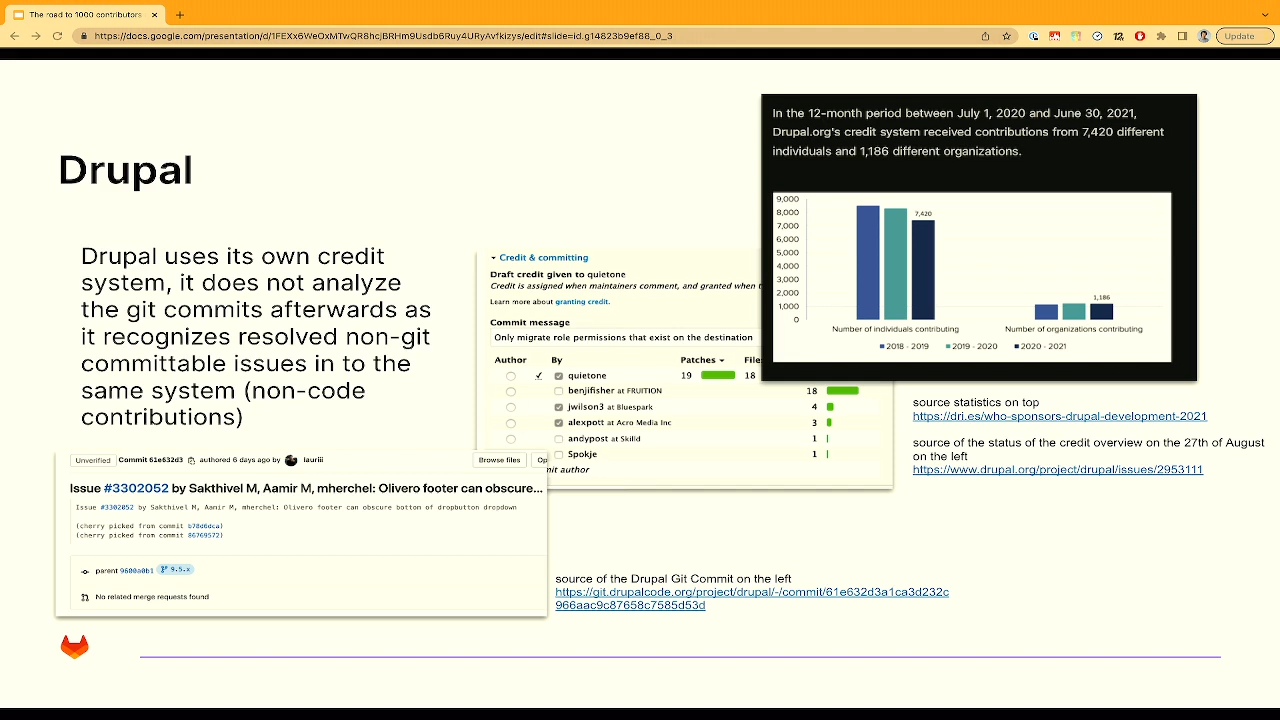 The road to 1000 contributors
https://docs.google.com/presentation/d/1FEXx6WeOxMTwQR8hcjBRHm9Usdb6Ruy4URyAvfkizys/edit#slide=id.g14823b9ef88_0_3
Update
Drupal
Drupal uses its own credit
system, it does not analyze
the git commits afterwards as
it recognizes resolved non-git
committable issues in to the
same system (non-code
contributions)
In the 12-month period between July 1, 2020 and June 30, 2021,
Drupal.org's credit system received contributions from 7,420 different
individuals and 1,186 different organizations.
9,000
8,000
7,000
6,000
5,000
4,000
3,000
2,000
1,000
0
7,420
1,186
Number of individuals contributing
Number of organizations contributing
2018 - 2019
2019 - 2020
2020 - 2021
Credit & committing
Draft credit given to quietone
Credit is assigned when maintainers comment, and granted when
Learn more about granting credit.
Commit message
Only migrate role permissions that exist on the destination
Author By Patches File
quietone 19 18
benjifisher at FRUITION 18
jwilson3 at Bluespark 4
alexpott at Acro Media Inc 3
andypost at Skilld 1
Spokje 1
mit author
source statistics on top
https://dri.es/who-sponsors-drupal-development-2021
source of the status of the credit overview on the 27th of August
on the left
https://www.drupal.org/project/drupal/issues/2953111
Unverified Commit 61e632d3 authored 6 days ago by lauriii
Browse files Op
Issue #3302052 by Sakthivel M, Aamir M, mherchel: Olivero footer can obscure...
Issue #3302052 by Sakthivel M, Aamir M, mherchel: Olivero footer can obscure bottom of dropbutton dropdown
(cherry picked from commit b78d6dca)
(cherry picked from commit 86769572)
parent 9600a0b1 9.5.x
No related merge requests found
source of the Drupal Git Commit on the left
https://git.drupalcode.org/project/drupal/-/commit/61e632d3a1ca3d232c
966aac9c87658c7585d53d